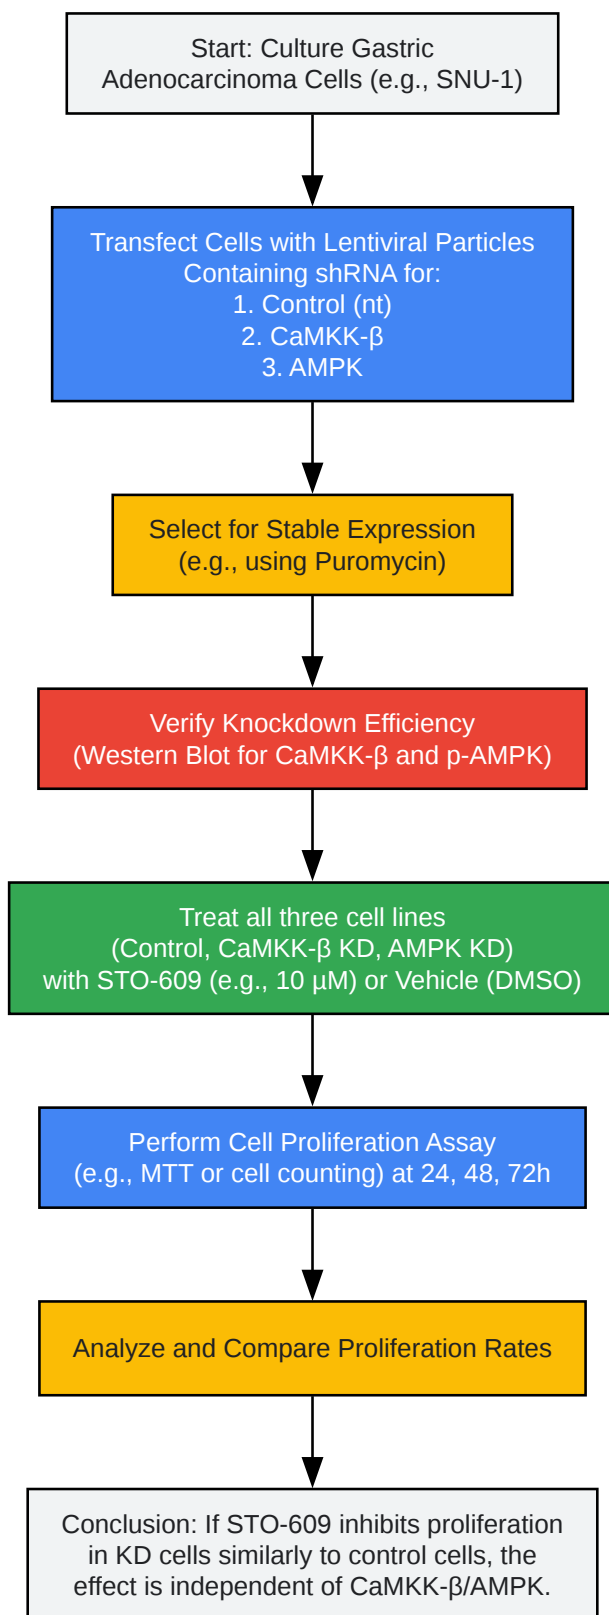 Start: Culture Gastric
Adenocarcinoma Cells (e.g., SNU-1)
Transfect Cells with Lentiviral Particles
Containing shRNA for:
1. Control (nt)
2. CaMKK-β
3. AMPK
Select for Stable Expression
(e.g., using Puromycin)
Verify Knockdown Efficiency
(Western Blot for CaMKK-β and p-AMPK)
Treat all three cell lines
(Control, CaMKK-β KD, AMPK KD)
with STO-609 (e.g., 10 µM) or Vehicle (DMSO)
Perform Cell Proliferation Assay
(e.g., MTT or cell counting) at 24, 48, 72h
Analyze and Compare Proliferation Rates
Conclusion: If STO-609 inhibits proliferation
in KD cells similarly to control cells, the
effect is independent of CaMKK-β/AMPK.